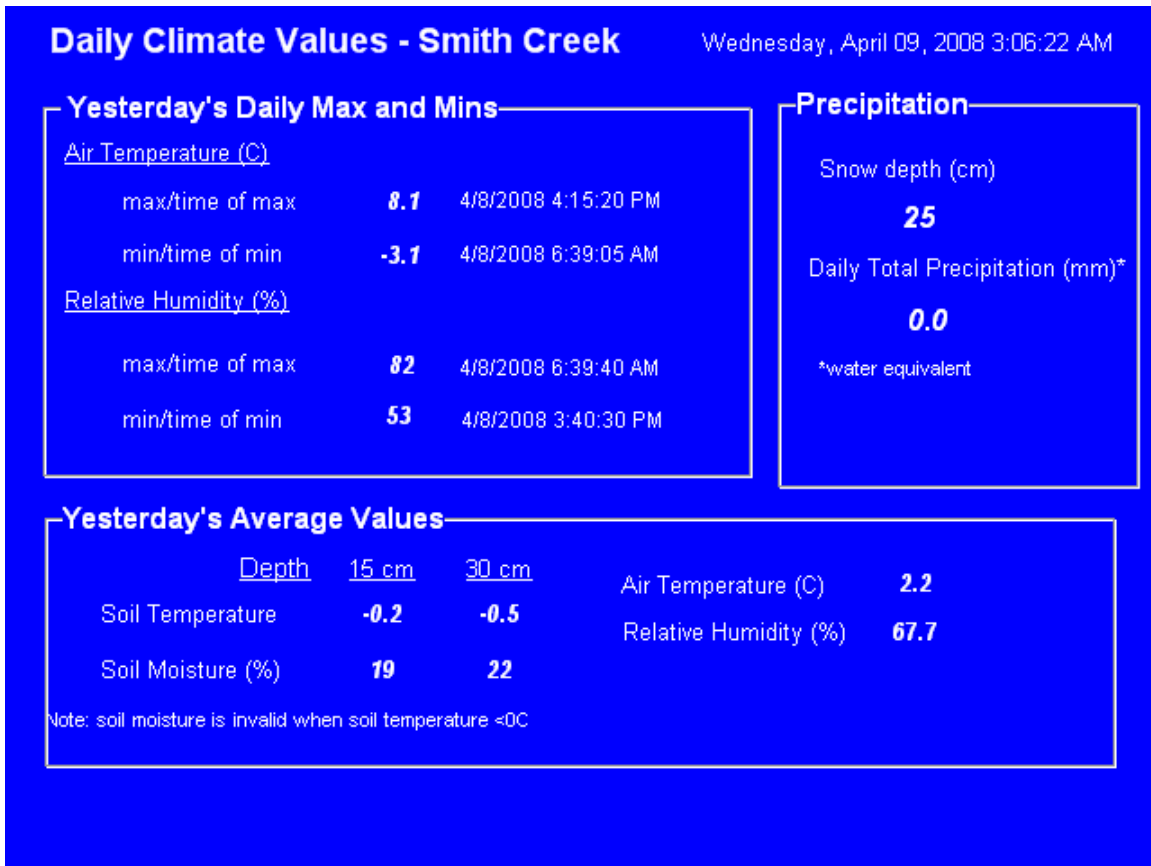 Daily Climate Values - Smith Creek Wednesday, April 09, 2008 3:06:22 AM
Yesterday's Daily Max and Mins
Air Temperature (C)
max/time of max 8.1 4/8/2008 4:15:20 PM
min/time of min -3.1 4/8/2008 6:39:05 AM
Relative Humidity (%)
max/time of max 82 4/8/2008 6:39:40 AM
min/time of min 53 4/8/2008 3:40:30 PM
Precipitation
Snow depth (cm)
25
Daily Total Precipitation (mm)*
0.0
*water equivalent
Yesterday's Average Values
Depth 15 cm 30 cm
Soil Temperature -0.2 -0.5
Soil Moisture (%) 19 22
Note: soil moisture is invalid when soil temperature <0C
Air Temperature (C) 2.2
Relative Humidity (%) 67.7